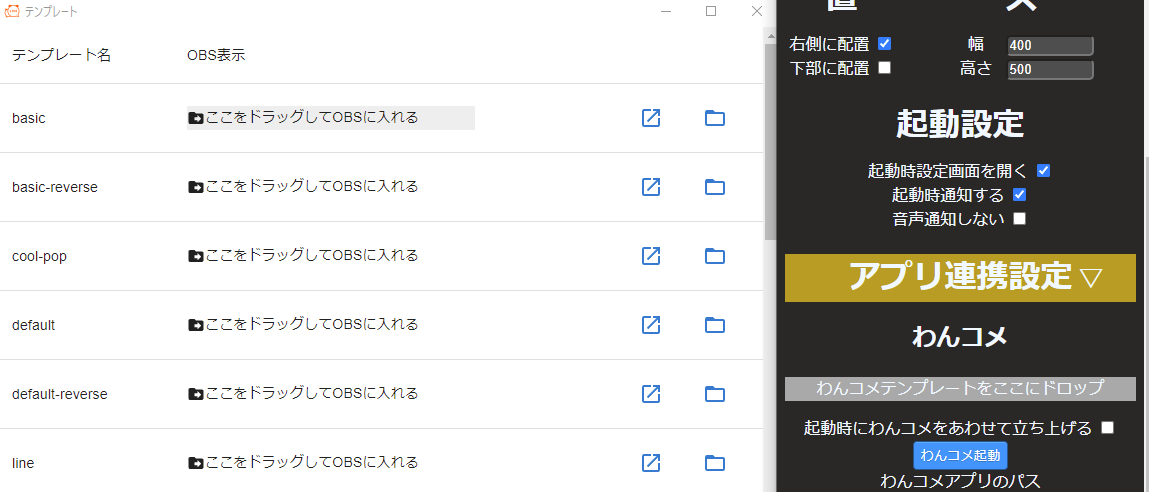 テンプレート
テンプレート名 OBS表示
basic ここをドラッグしてOBSに入れる
basic-reverse ここをドラッグしてOBSに入れる
cool-pop ここをドラッグしてOBSに入れる
default ここをドラッグしてOBSに入れる
default-reverse ここをドラッグしてOBSに入れる
line ここをドラッグしてOBSに入れる
右側に配置 幅 400
下部に配置 高さ 500
起動設定
起動時設定画面を開く
起動時通知する
音声通知しない
アプリ連携設定 ▽
わんコメ
わんコメテンプレートをここにドロップ
起動時にわんコメをあわせて立ち上げる
わんコメ起動
わんコメアプリのパス